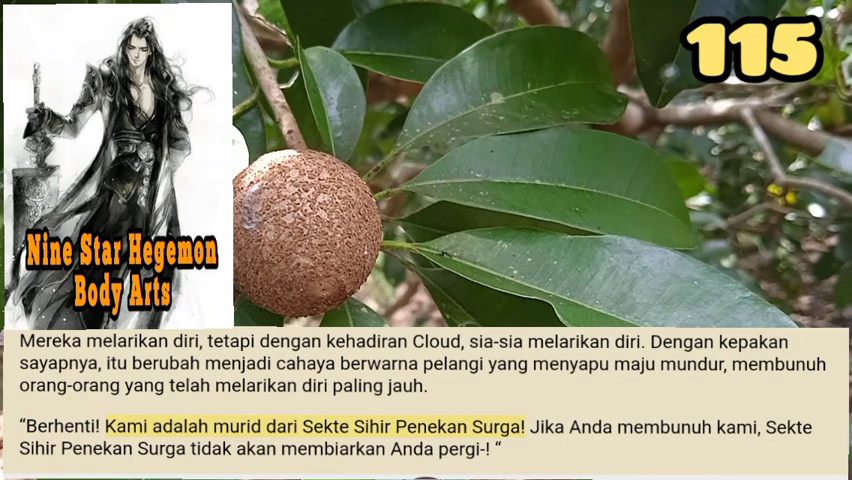 115
Nine Star Hegemon
Body Arts
Mereka melarikan diri, tetapi dengan kehadiran Cloud, sia-sia melarikan diri. Dengan kepakan
sayapnya, itu berubah menjadi cahaya berwarna pelangi yang menyapu maju mundur, membunuh
orang-orang yang telah melarikan diri paling jauh.
“Berhenti! Kami adalah murid dari Sekte Sihir Penekan Surga! Jika Anda membunuh kami, Sekte
Sihir Penekan Surga tidak akan membiarkan Anda pergi-! “